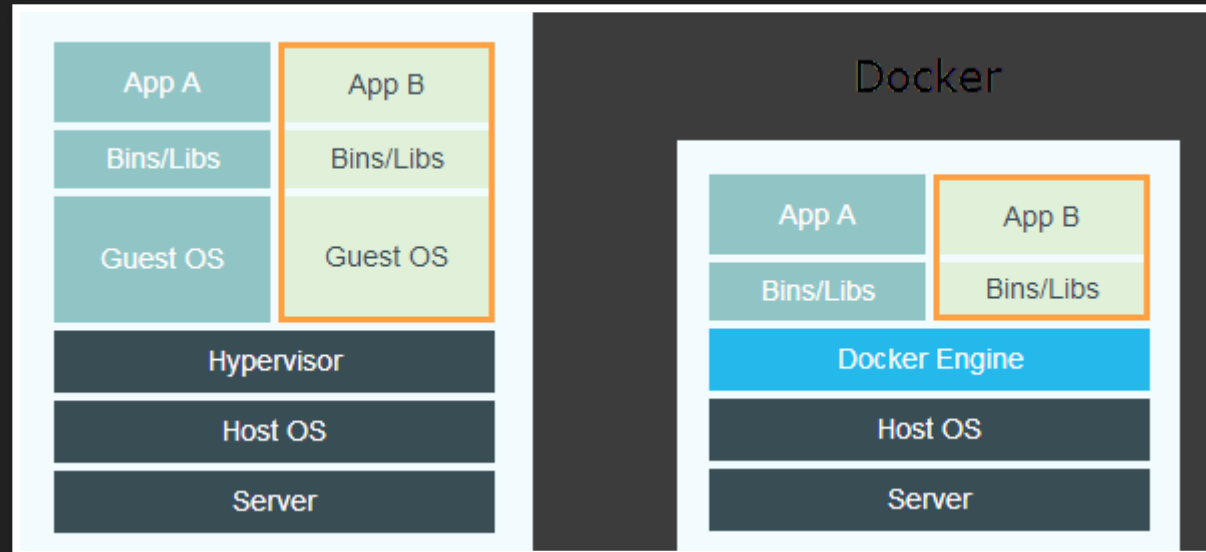 App A
App B
Bins/Libs
Bins/Libs
Guest OS
Guest OS
Hypervisor
Host OS
Server
Docker
App A
App B
Bins/Libs
Bins/Libs
Docker Engine
Host OS
Server